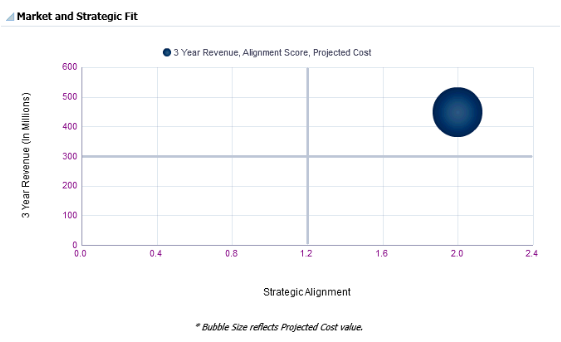 Market and Strategic Fit
3 Year Revenue, Alignment Score, Projected Cost
3 Year Revenue (In Millions)
600
500
400
300
200
100
0
0.0 0.4 0.8 1.2 1.6 2.0 2.4
Strategic Alignment
* Bubble Size reflects Projected Cost value.